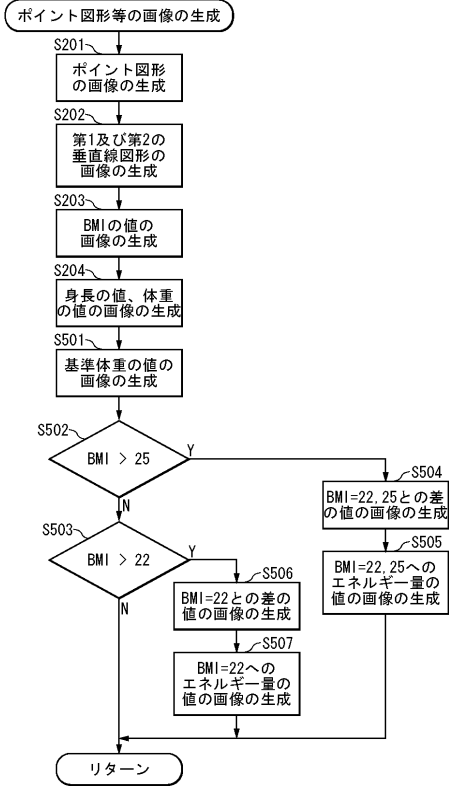 ポイント図形等の画像の生成
S201
ポイント図形
の画像の生成
S202
第1及び第2の
垂直線図形の
画像の生成
S203
BMIの値の
画像の生成
S204
身長の値、体重
の値の画像の生成
S501
基準体重の値の
画像の生成
S502
BMI > 25
Y
N
S504
BMI=22,25との差
の値の画像の生成
S505
BMI=22,25への
エネルギー量の
値の画像の生成
S503
BMI > 22
Y
N
S506
BMI=22との差の
値の画像の生成
S507
BMI=22への
エネルギー量の
値の画像の生成
リターン